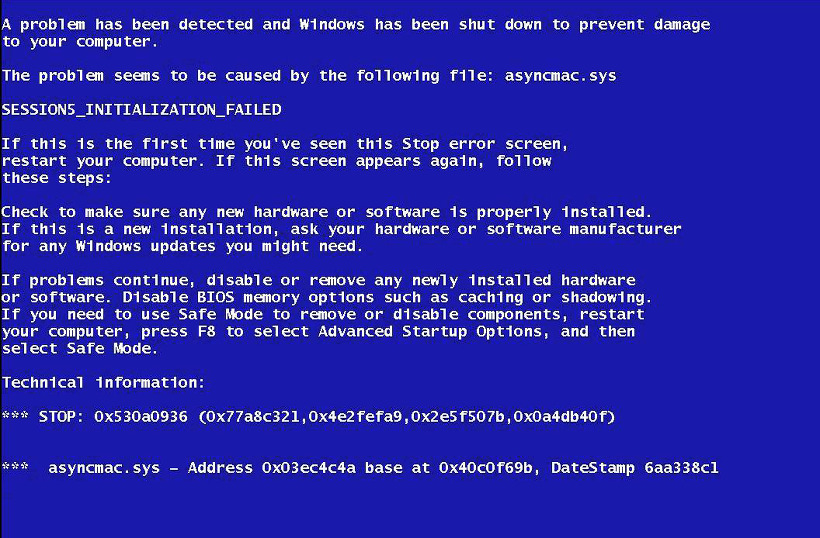 A problem has been detected and Windows has been shut down to prevent damage
to your computer.
The problem seems to be caused by the following file: asyncmac.sys
SESSION5_INITIALIZATION_FAILED
If this is the first time you've seen this Stop error screen,
restart your computer. If this screen appears again, follow
these steps:
Check to make sure any new hardware or software is properly installed.
If this is a new installation, ask your hardware or software manufacturer
for any Windows updates you might need.
If problems continue, disable or remove any newly installed hardware
or software. Disable BIOS memory options such as caching or shadowing.
If you need to use Safe Mode to remove or disable components, restart
your computer, press F8 to select Advanced Startup Options, and then
select Safe Mode.
Technical information:
*** STOP: 0x530a0936 (0x77a8c321,0x4e2fefa9,0x2e5f507b,0x0a4db40f)
*** asyncmac.sys – Address 0x03ec4c4a base at 0x40c0f69b, DateStamp 6aa338c1